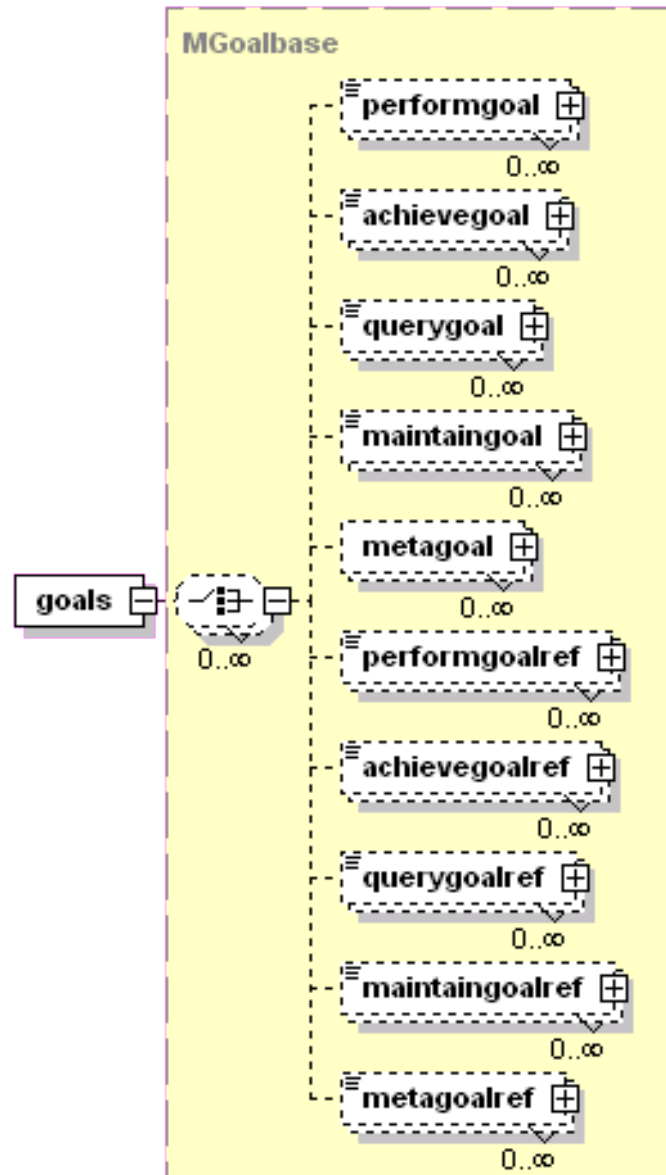 MGoalbase
performgoal
0..∞
achievegoal
0..∞
querygoal
0..∞
maintaingoal
0..∞
metagoal
0..∞
goals
0..∞
performgoalref
0..∞
achievegoalref
0..∞
querygoalref
0..∞
maintaingoalref
0..∞
metagoalref
0..∞